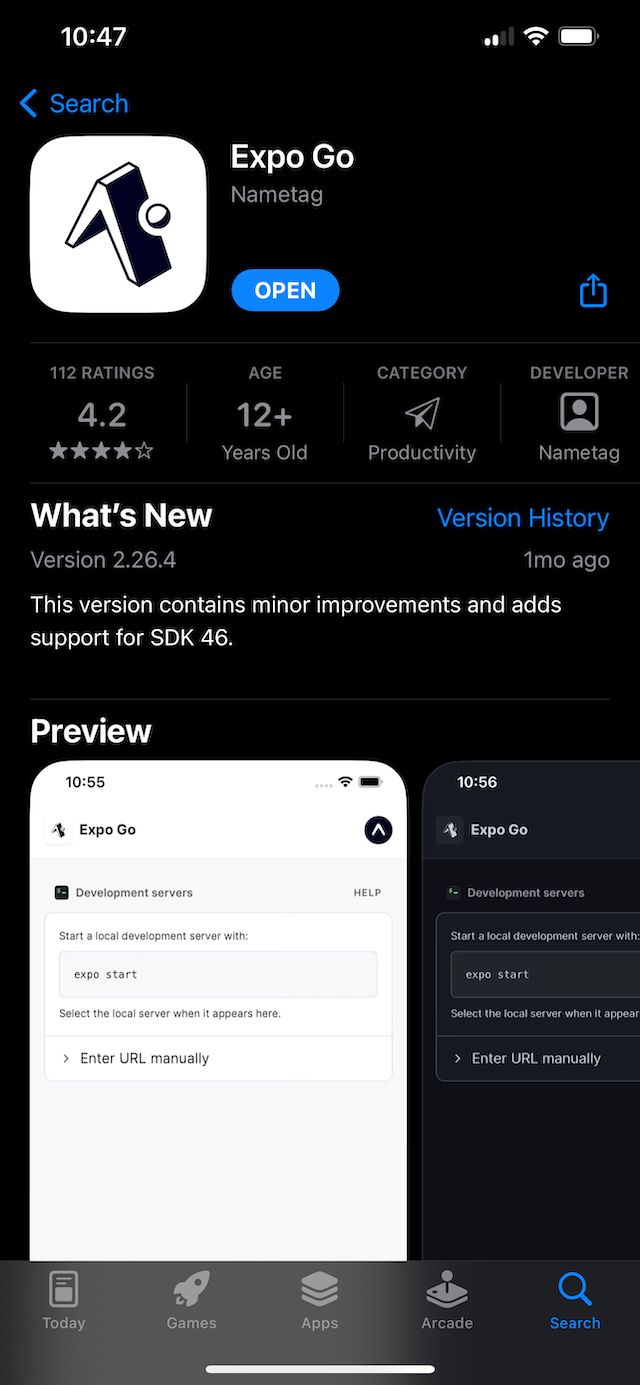 10:47
Search
Expo Go
Nametag
OPEN
112 RATINGS
4.2
AGE
12+
Years Old
CATEGORY
Productivity
DEVELOPER
Nametag
What's New
Version History
Version 2.26.4
1mo ago
This version contains minor improvements and adds
support for SDK 46.
Preview
10:55
Expo Go
Development servers
HELP
Start a local development server with:
expo start
Select the local server when it appears here.
> Enter URL manually
10:56
Expo Go
Development servers
Start a local development server with:
expo start
Select the local server when it appear
> Enter URL manually
Today
Games
Apps
Arcade
Search